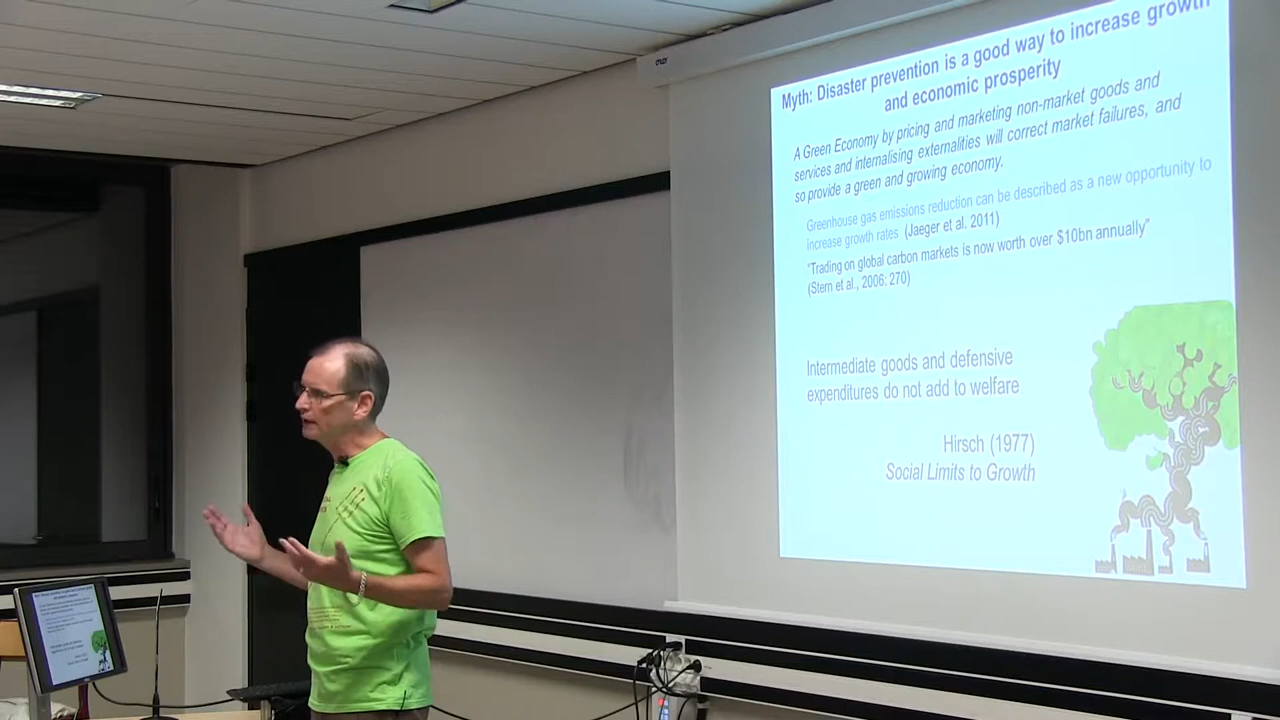 Myth: Disaster prevention is a good way to increase growth
and economic prosperity
A Green Economy by pricing and marketing non-market goods and
services and internalising externalities will correct market failures, and
so provide a green and growing economy.
Greenhouse gas emissions reduction can be described as a new opportunity to
increase growth rates (Jaeger et al. 2011)
"Trading on global carbon markets is now worth over $10bn annually"
(Stern et al., 2006: 270)
Intermediate goods and defensive
expenditures do not add to welfare
Hirsch (1977)
Social Limits to Growth